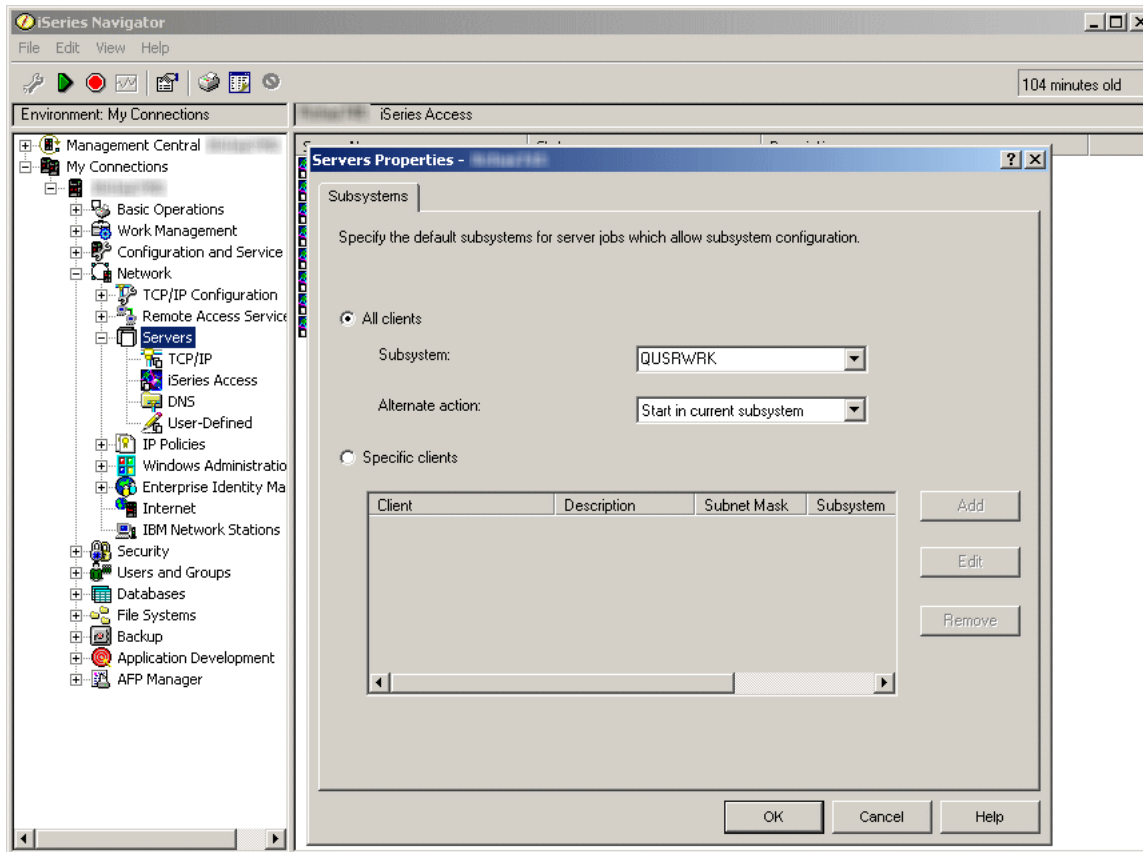 iSeries Navigator
File Edit View Help
104 minutes old
Environment: My Connections
iSeries Access
Management Central
My Connections
Basic Operations
Work Management
Configuration and Service
Network
TCP/IP Configuration
Remote Access Service
Servers
TCP/IP
iSeries Access
DNS
User-Defined
IP Policies
Windows Administratio
Enterprise Identity Ma
Internet
IBM Network Stations
Security
Users and Groups
Databases
File Systems
Backup
Application Development
AFP Manager
Servers Properties -
Subsystems
Specify the default subsystems for server jobs which allow subsystem configuration.
All clients
Subsystem: QUSRWRK
Alternate action: Start in current subsystem
Specific clients
Client Description Subnet Mask Subsystem
Add
Edit
Remove
OK Cancel Help